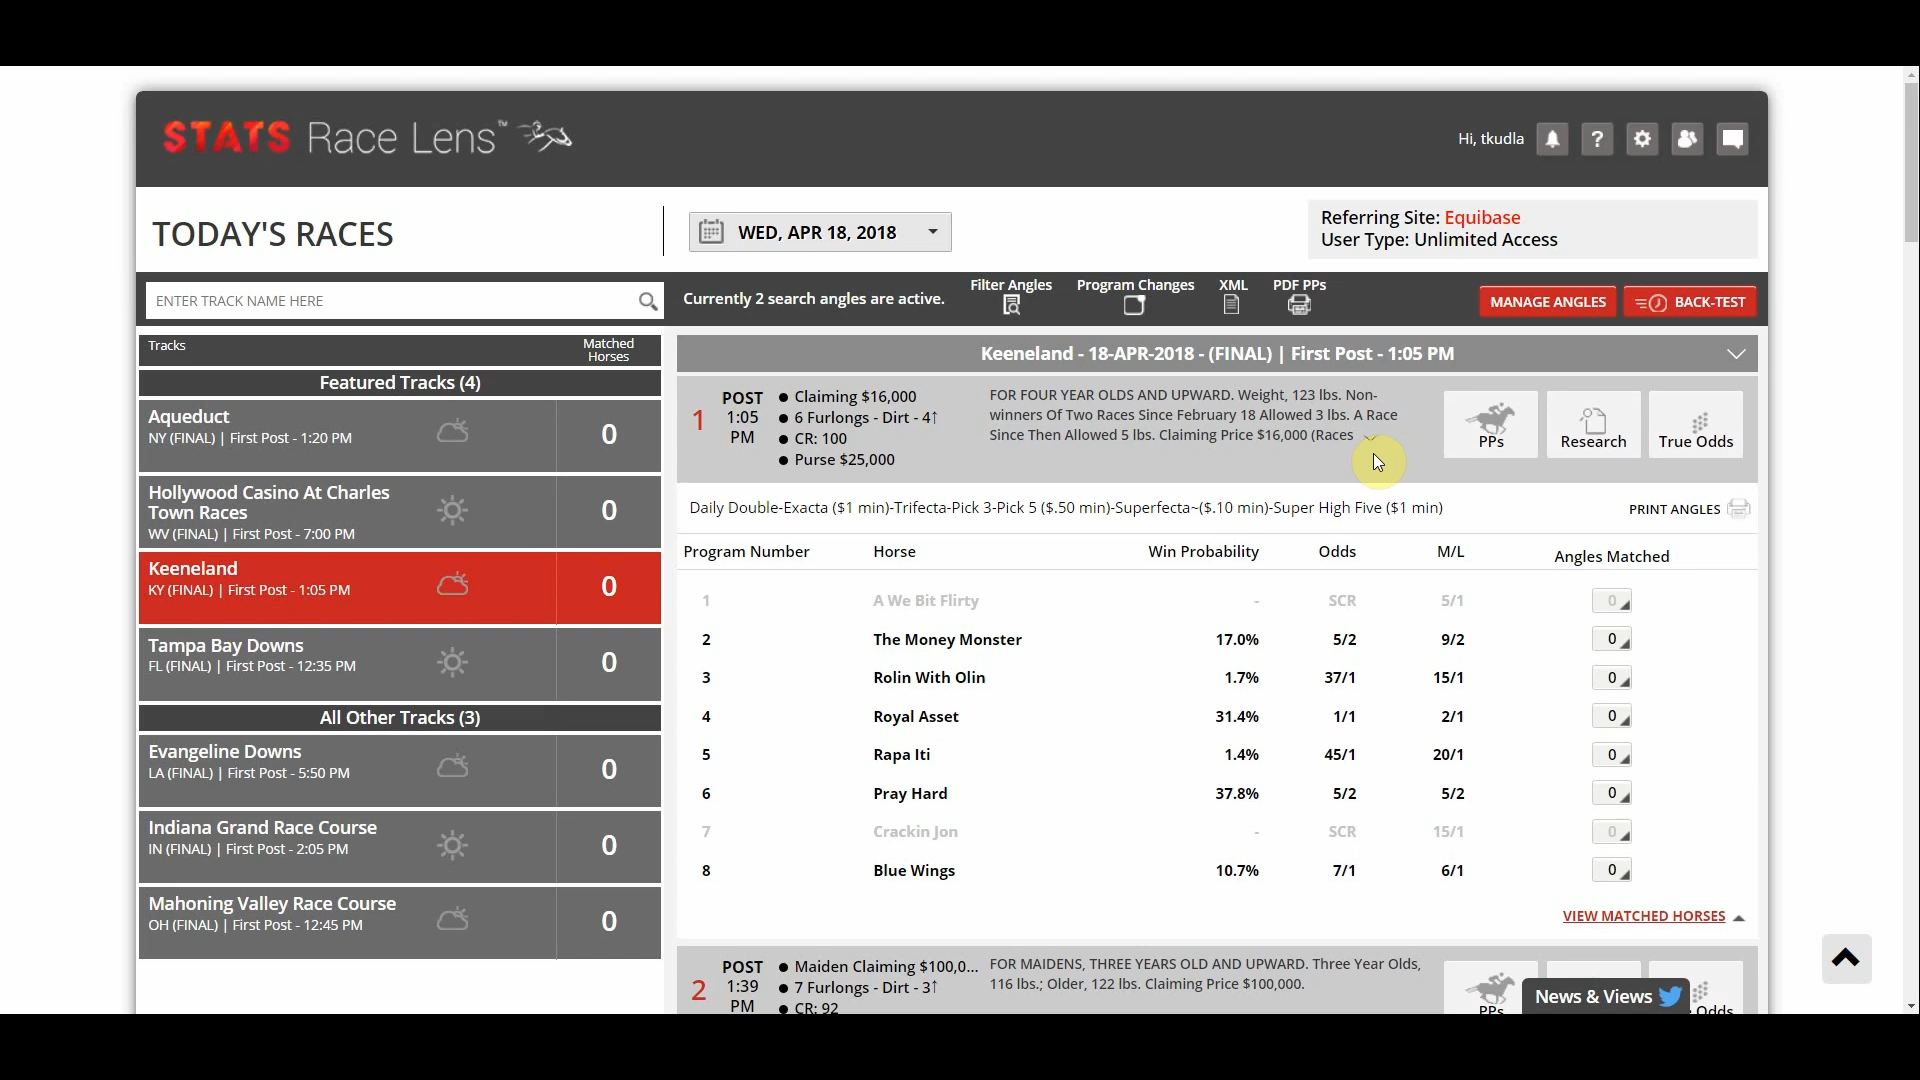 STATS Race Lens™
Hi, tkudla
?
TODAY'S RACES
WED, APR 18, 2018
Referring Site: Equibase
User Type: Unlimited Access
ENTER TRACK NAME HERE
Currently 2 search angles are active.
Filter Angles
Program Changes
XML
PDF PPs
MANAGE ANGLES
BACK-TEST
Tracks
Matched
Horses
Featured Tracks (4)
Aqueduct
NY (FINAL) | First Post - 1:20 PM
0
Hollywood Casino At Charles
Town Races
WV (FINAL) | First Post - 7:00 PM
0
Keeneland
KY (FINAL) | First Post - 1:05 PM
0
Tampa Bay Downs
FL (FINAL) | First Post - 12:35 PM
0
All Other Tracks (3)
Evangeline Downs
LA (FINAL) | First Post - 5:50 PM
0
Indiana Grand Race Course
IN (FINAL) | First Post - 2:05 PM
0
Mahoning Valley Race Course
OH (FINAL) | First Post - 12:45 PM
0
Keeneland - 18-APR-2018 - (FINAL) | First Post - 1:05 PM
1
POST
1:05
PM
● Claiming $16,000
● 6 Furlongs - Dirt - 4↑
● CR: 100
● Purse $25,000
FOR FOUR YEAR OLDS AND UPWARD. Weight, 123 lbs. Non-
winners Of Two Races Since February 18 Allowed 3 lbs. A Race
Since Then Allowed 5 lbs. Claiming Price $16,000 (Races
PPs
Research
True Odds
Daily Double-Exacta ($1 min)-Trifecta-Pick 3-Pick 5 ($.50 min)-Superfecta~($.10 min)-Super High Five ($1 min)
PRINT ANGLES
Program Number Horse Win Probability Odds M/L Angles Matched
1 A We Bit Flirty - SCR 5/1 0
2 The Money Monster 17.0% 5/2 9/2 0
3 Rolin With Olin 1.7% 37/1 15/1 0
4 Royal Asset 31.4% 1/1 2/1 0
5 Rapa Iti 1.4% 45/1 20/1 0
6 Pray Hard 37.8% 5/2 5/2 0
7 Crackin Jon - SCR 15/1 0
8 Blue Wings 10.7% 7/1 6/1 0
VIEW MATCHED HORSES
2
POST
1:39
PM
● Maiden Claiming $100,0...
● 7 Furlongs - Dirt - 3↑
● CR: 92
FOR MAIDENS, THREE YEARS OLD AND UPWARD. Three Year Olds,
116 lbs.; Older, 122 lbs. Claiming Price $100,000.
PPs
Odds
News & Views